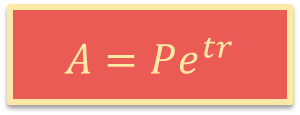 A = Pe^{tr}